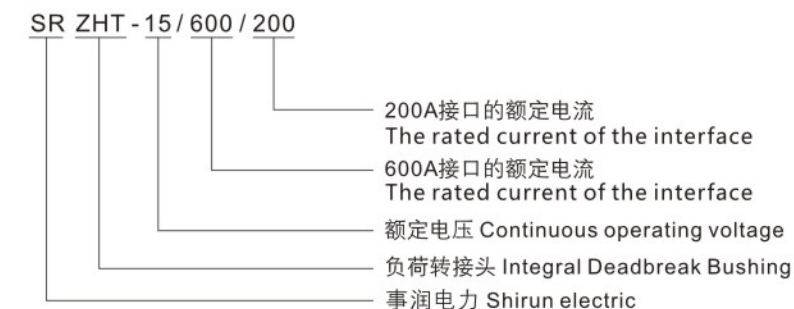 SR ZHT - 15 / 600 / 200
200A接口的额定电流
The rated current of the interface
600A接口的额定电流
The rated current of the interface
额定电压 Continuous operating voltage
负荷转接头 Integral Deadbreak Bushing
事润电力 Shirun electric